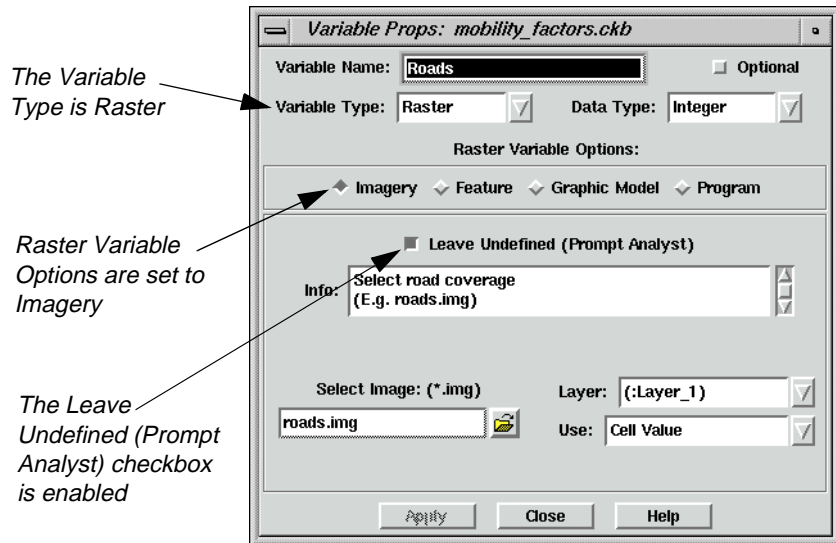 Variable Props: mobility_factors.ckb
Variable Name: Roads Optional
The Variable
Type is Raster
Variable Type: Raster Data Type: Integer
Raster Variable Options:
Imagery Feature Graphic Model Program
Raster Variable
Options are set to
Imagery
Leave Undefined (Prompt Analyst)
Info: Select road coverage
(E.g. roads.img)
The Leave
Undefined (Prompt
Analyst) checkbox
is enabled
Select Image: (*.img)
roads.img
Layer: (:Layer_1)
Use: Cell Value
Apply Close Help